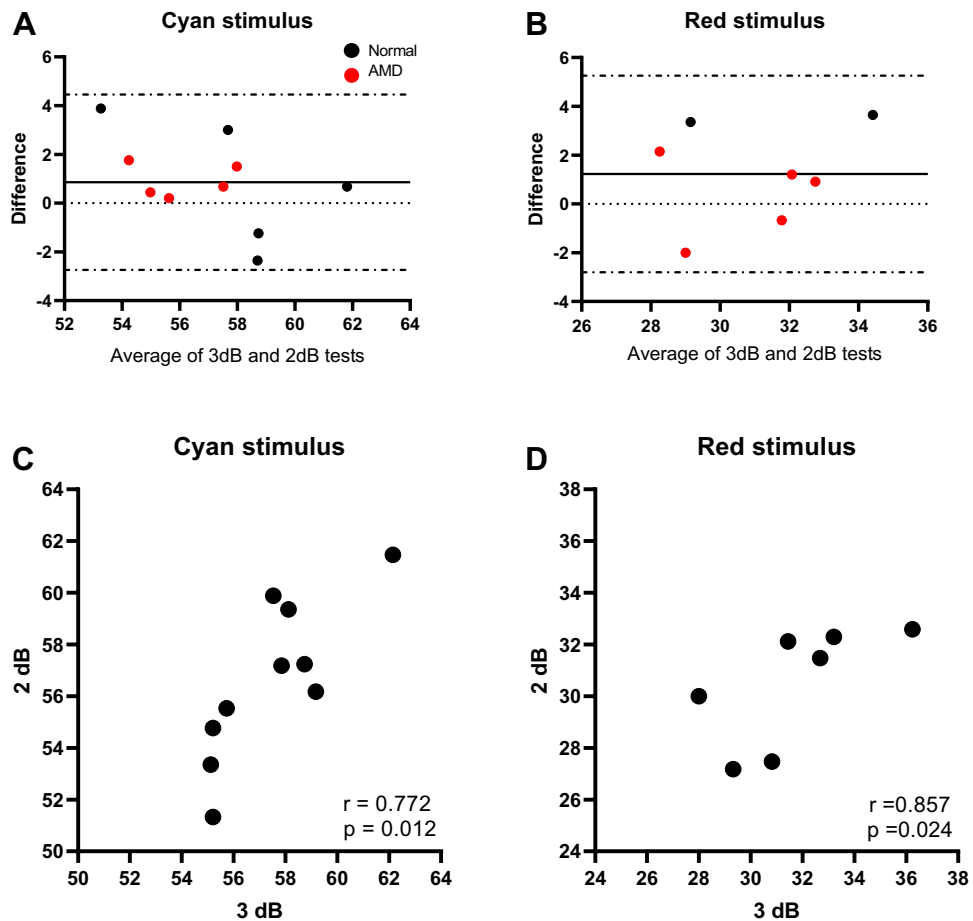 A
Cyan stimulus
Normal
AMD
Difference
6
4
2
0
-2
-4
52 54 56 58 60 62 64
Average of 3dB and 2dB tests
B
Red stimulus
Difference
6
4
2
0
-2
-4
26 28 30 32 34 36
Average of 3dB and 2dB tests
C
Cyan stimulus
2 dB
64
62
60
58
56
54
52
50
r = 0.772
p = 0.012
50 52 54 56 58 60 62 64
3 dB
D
Red stimulus
2 dB
38
36
34
32
30
28
26
24
r =0.857
p =0.024
24 26 28 30 32 34 36 38
3 dB